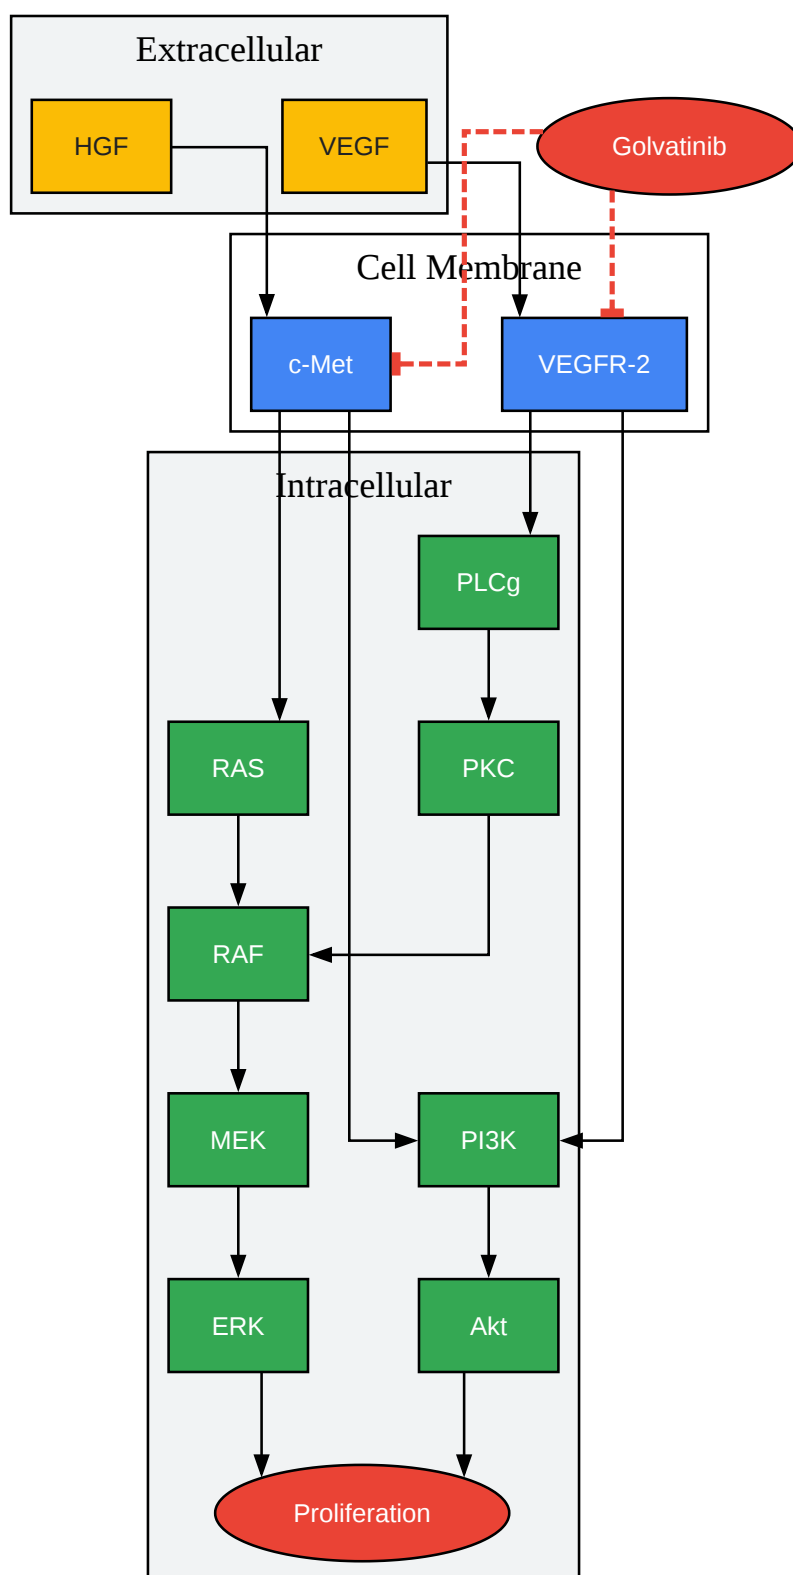 Extracellular
HGF
VEGF
Golvatinib
Cell Membrane
c-Met
VEGFR-2
Intracellular
PLCg
RAS
PKC
RAF
MEK
PI3K
ERK
Akt
Proliferation